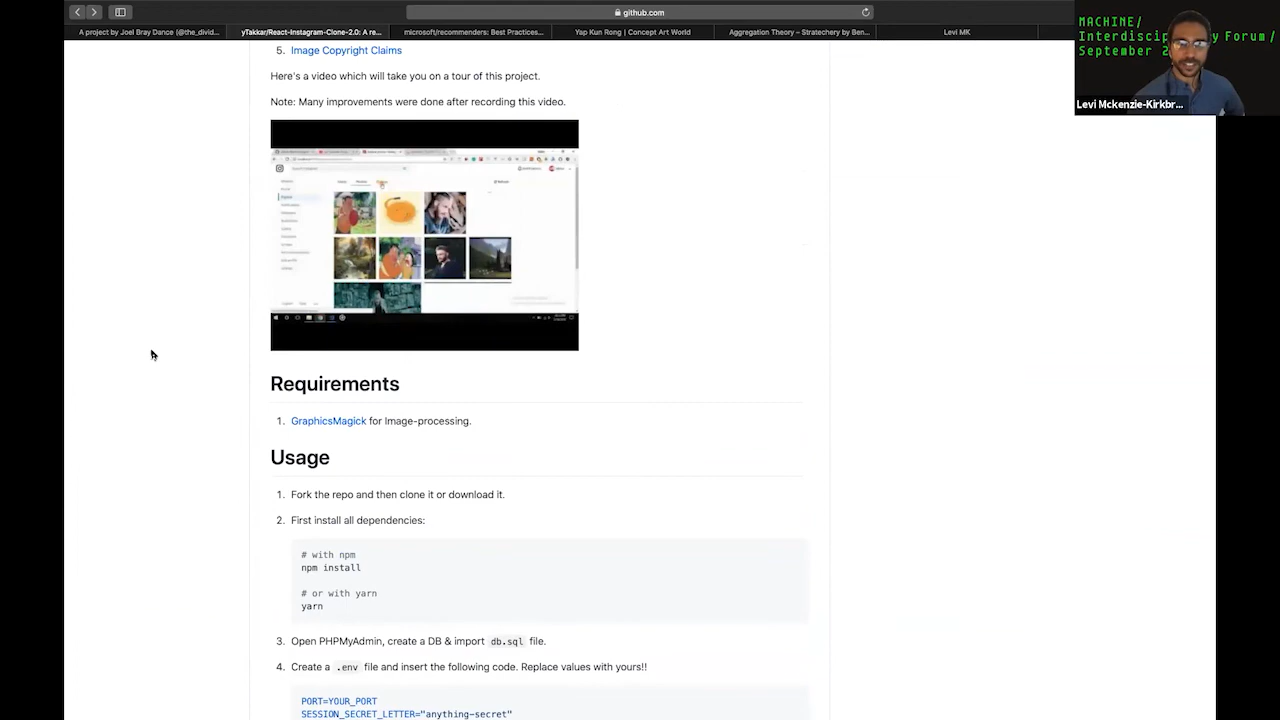 github.com
A project by Joel Bray Dance (@the_divid...
yTakkar/React-Instagram-Clone-2.0: A re...
microsoft/recommenders: Best Practices...
Yap Kun Rong | Concept Art World
Aggregation Theory – Stratechery by Ben...
Levi MK
MACHINE/
Interdisciplinary Forum/
September 2
Levi Mckenzie-Kirkbr...
5. Image Copyright Claims
Here's a video which will take you on a tour of this project.
Note: Many improvements were done after recording this video.
Requirements
1. GraphicsMagick for Image-processing.
Usage
1. Fork the repo and then clone it or download it.
2. First install all dependencies:
# with npm
npm install
# or with yarn
yarn
3. Open PHPMyAdmin, create a DB & import db.sql file.
4. Create a .env file and insert the following code. Replace values with yours!!
PORT=YOUR_PORT
SESSION_SECRET_LETTER="anything-secret"